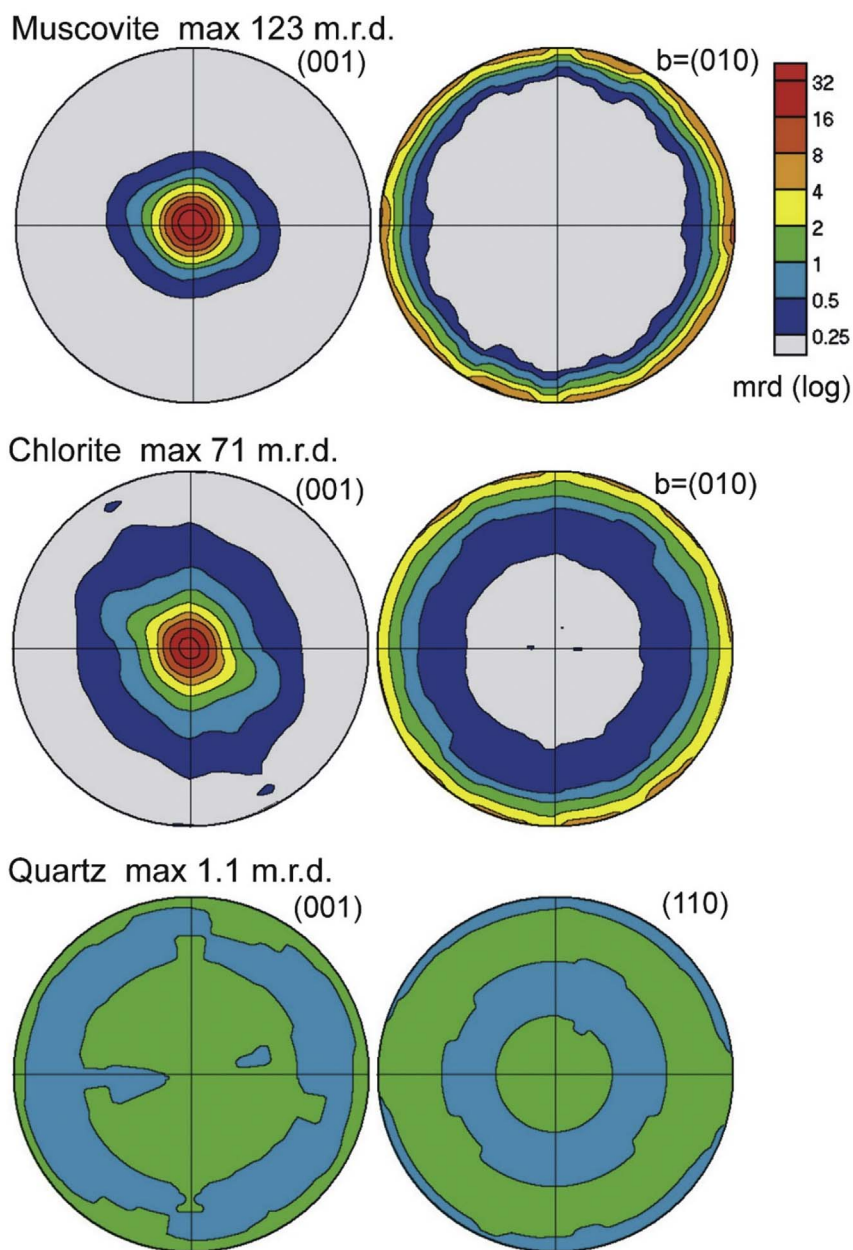 Muscovite max 123 m.r.d.
(001)
b=(010)
32
16
8
4
2
1
0.5
0.25
mrd (log)
Chlorite max 71 m.r.d.
(001)
b=(010)
Quartz max 1.1 m.r.d.
(001)
(110)